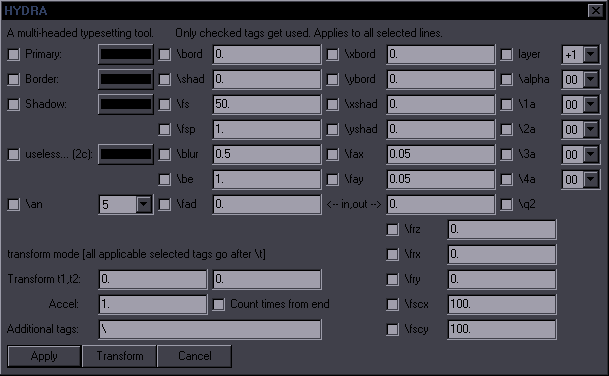 HYDRA
A multi-headed typesetting tool. Only checked tags get used. Applies to all selected lines.
Primary: \bord 0. \xbord 0. layer +1
Border: \shad 0. \ybord 0. \alpha 00
Shadow: \fs 50. \xshad 0. \1a 00
\fsp 1. \yshad 0. \2a 00
useless... (2c): \blur 0.5 \fax 0.05 \3a 00
\be 1. \fay 0.05 \4a 00
\an 5 \fad 0. <-- in,out --> 0. \q2
\frz 0.
transform mode [all applicable selected tags go after \t] \frx 0.
Transform t1,t2: 0. 0. \fry 0.
Accel: 1. Count times from end \fscx 100.
Additional tags: \ \fscy 100.
Apply Transform Cancel